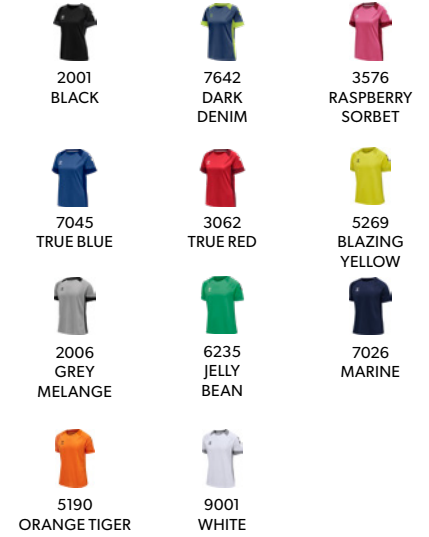 2001
BLACK
7642
DARK
DENIM
3576
RASPBERRY
SORBET
7045
TRUE BLUE
3062
TRUE RED
5269
BLAZING
YELLOW
2006
GREY
MELANGE
6235
JELLY
BEAN
7026
MARINE
5190
ORANGE TIGER
9001
WHITE